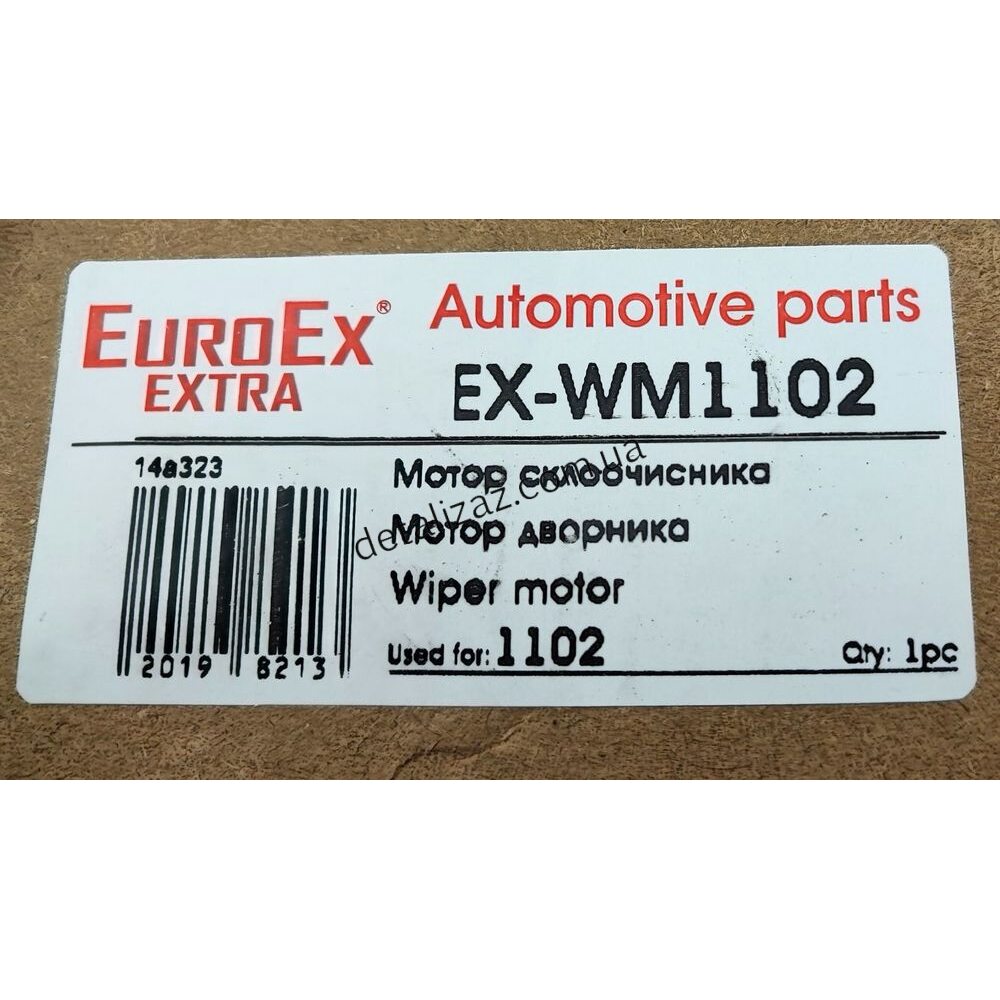 EUROEX® Automotive parts
EXTRA
EX-WM1102
14a323
Мотор склоочисника
Мотор дворника
Wiper motor
Used for: 1102
Qty: 1pc
2019 8213
detalizaz.com.ua